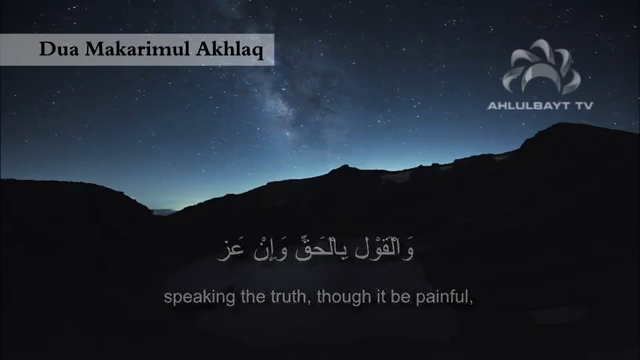 Dua Makarimul Akhlaq
AHLULBAYT TV
وَالْقَوْلِ بِالْحَقِّ وَإِنْ عَز
speaking the truth, though it be painful,